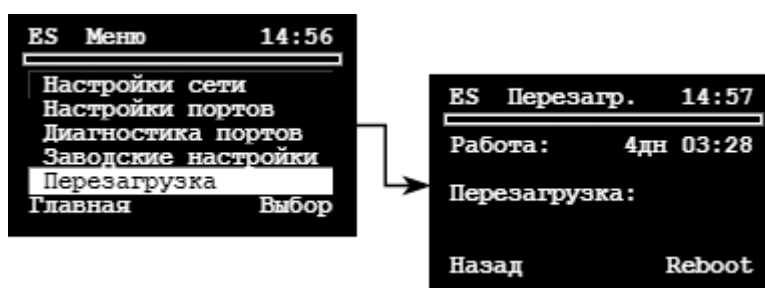 ES Меню 14:56
Настройки сети
Настройки портов
Диагностика портов
Заводские настройки
Перезагрузка
Главная Выбор
ES Перезагр. 14:57
Работа: 4дн 03:28
Перезагрузка:
Назад Reboot